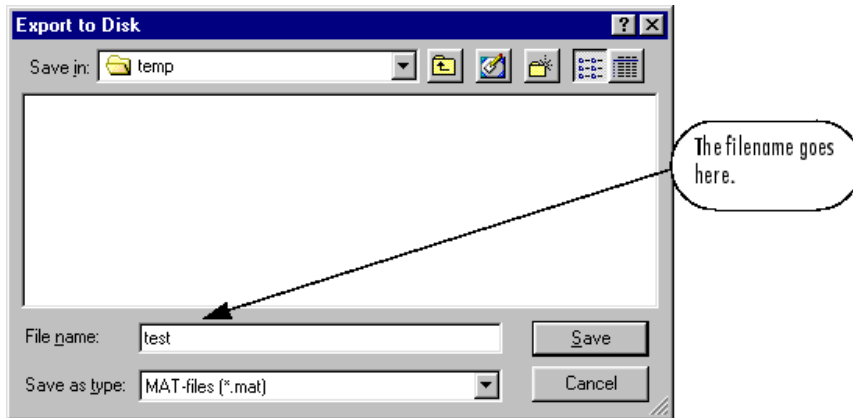 Export to Disk
Save in: temp
The filename goes
here.
File name: test Save
Save as type: MAT-files (*.mat) Cancel